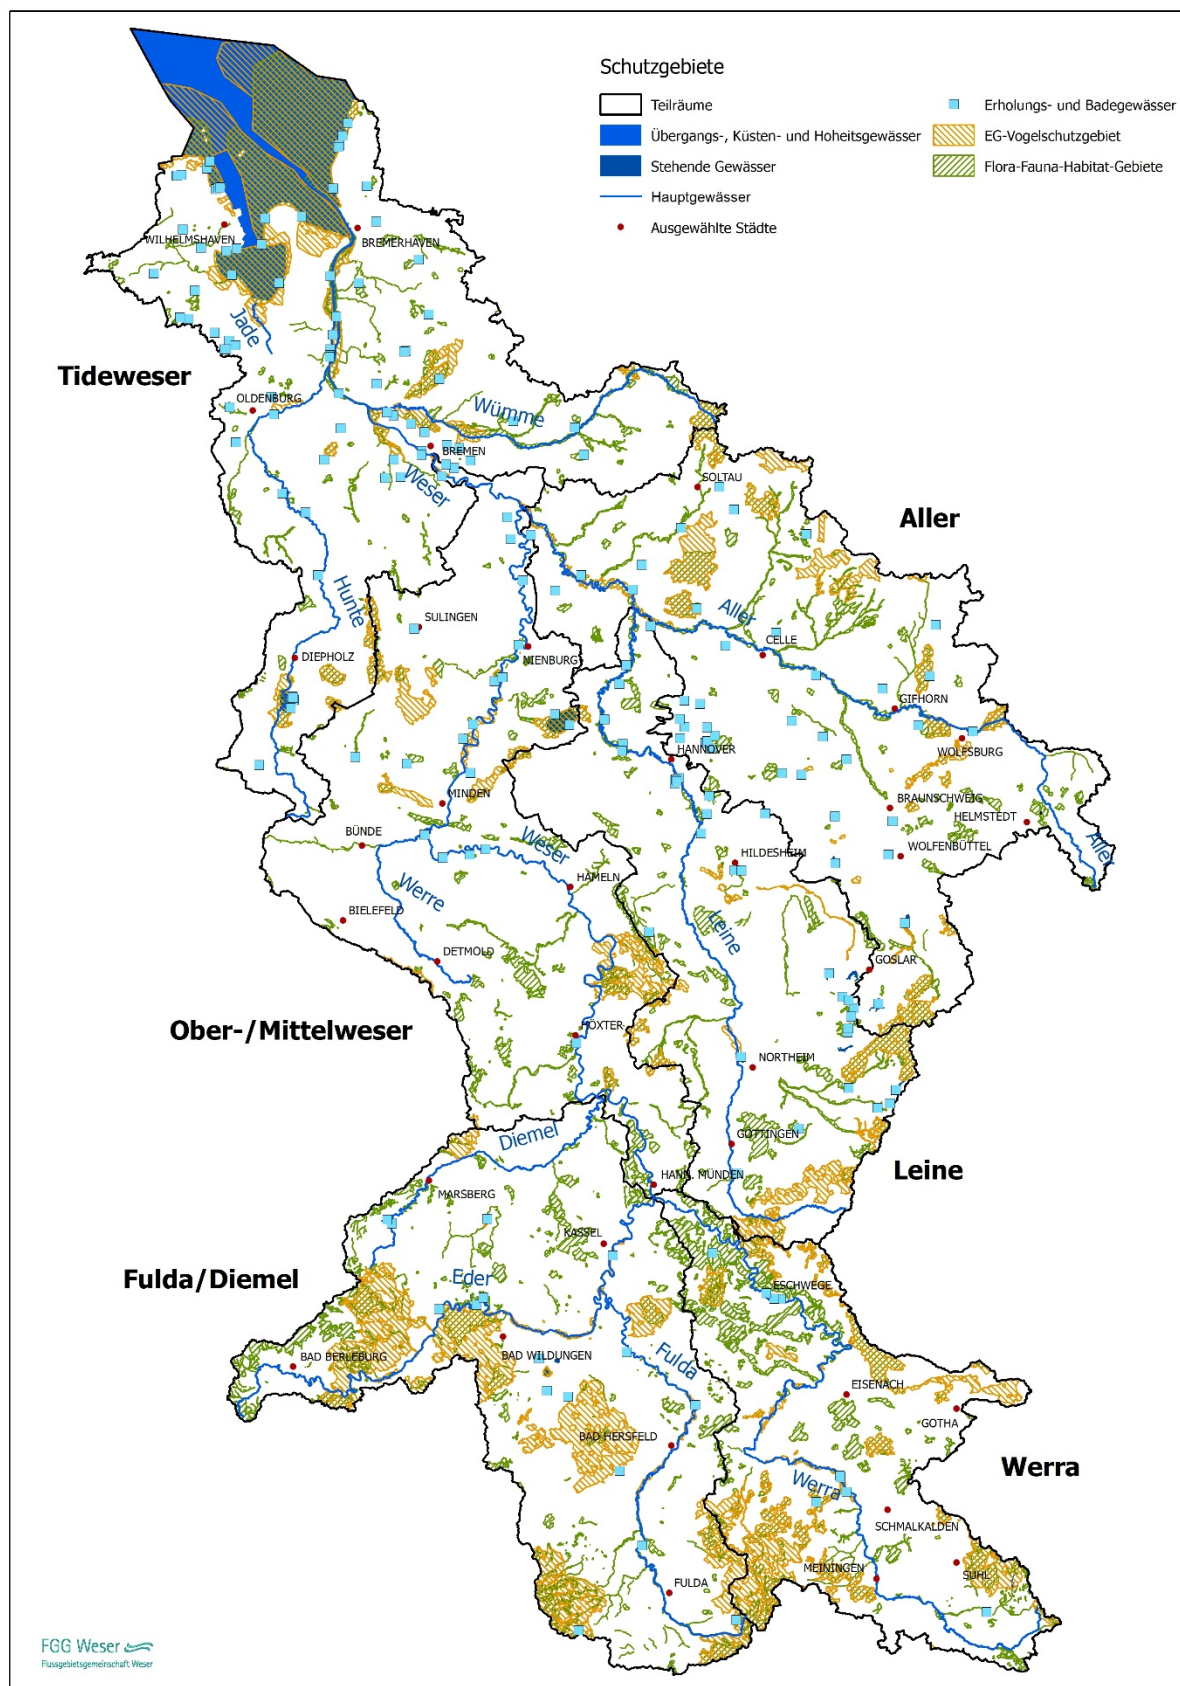 Schutzgebiete
Teilräume
Übergangs-, Küsten- und Hoheitsgewässer
Stehende Gewässer
Hauptgewässer
Ausgewählte Städte
Erholungs- und Badegewässer
EG-Vogelschutzgebiet
Flora-Fauna-Habitat-Gebiete
WILHELMSHAVEN
BREMERHAVEN
Jade
Tideweser
OLDENBURG
Wümme
BREMEN
Weser
SOLTAU
Aller
Hunte
SULINGEN
Aller
CELLE
DIEPHOLZ
NIENBURG
GIFHORN
WOLFSBURG
HANNOVER
MINDEN
BRAUNSCHWEIG
HELMSTEDT
BÜNDE
Weser
HILDESHEIM
WOLFENBÜTTEL
Aller
Werre
HAMELN
BIELEFELD
Leine
DETMOLD
GOSLAR
Ober-/Mittelweser
HÖXTER
NORTHEIM
Diemel
GÖTTINGEN
Leine
MARSBERG
HANN. MÜNDEN
KASSEL
Fulda/Diemel
Eder
ESCHWEGE
BAD WILDUNGEN
Fulda
BAD BERLEBURG
EISENACH
GOTHA
BAD HERSFELD
Werra
Werra
SCHMALKALDEN
MEININGEN
SUHL
FULDA
FGG Weser
Flussgebietsgemeinschaft Weser